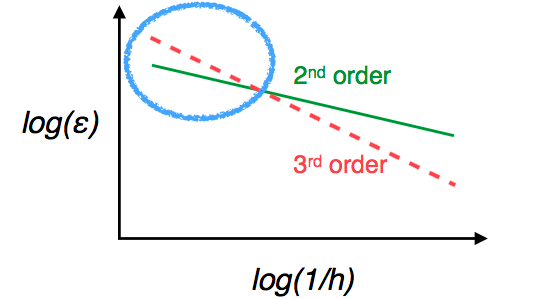 2nd order
log(ε)
3rd order
log(1/h)